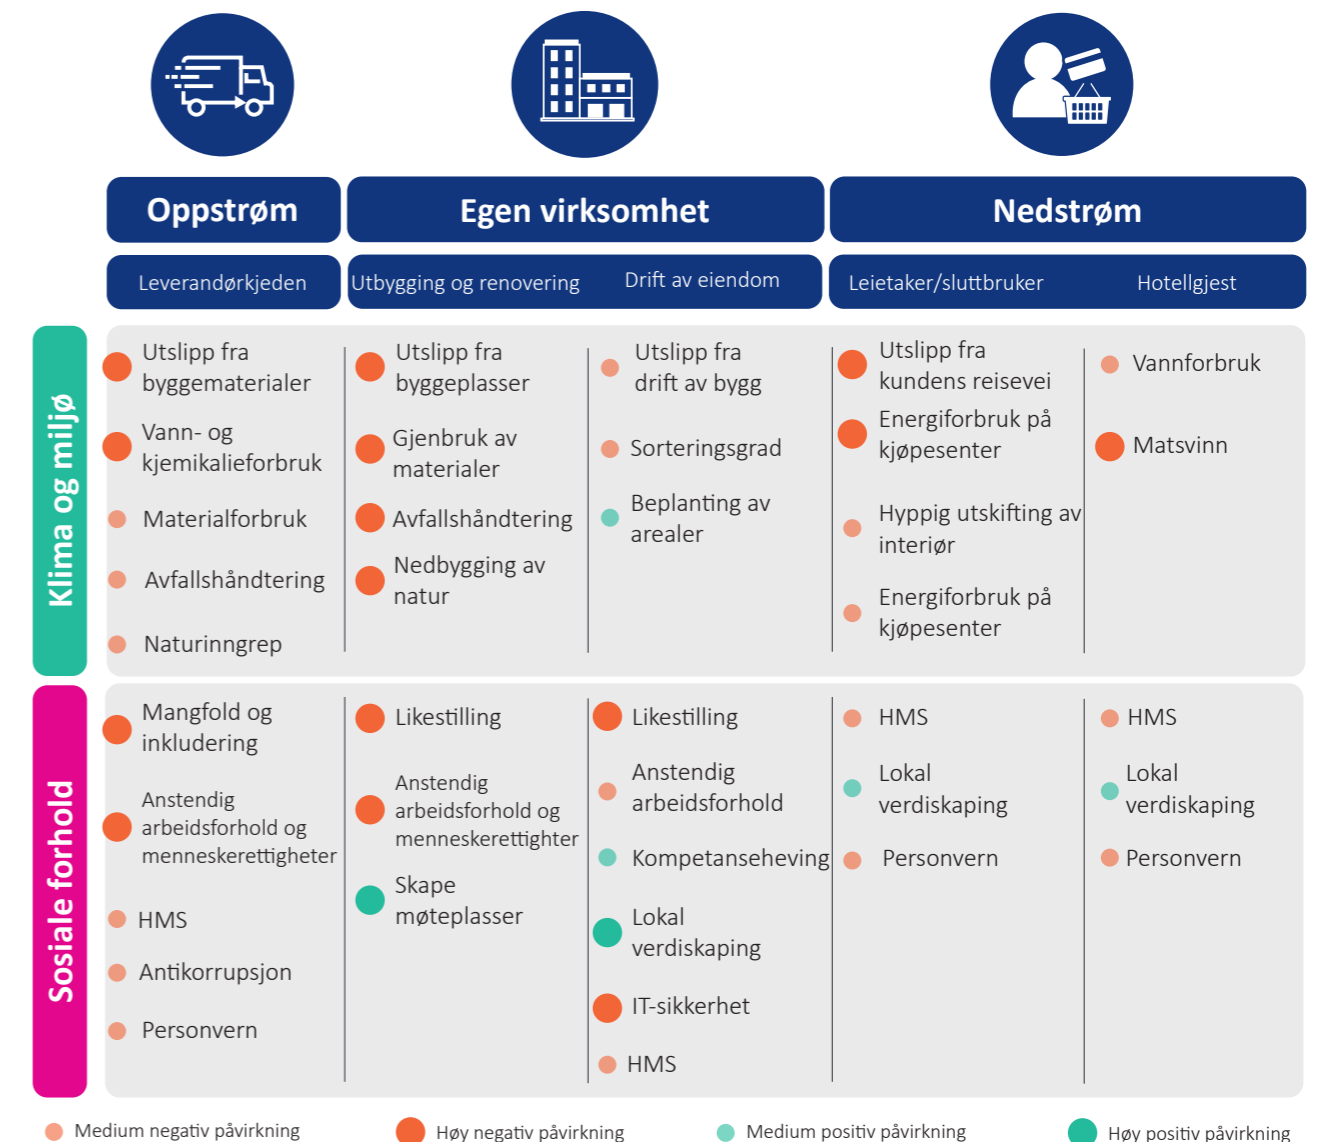 Oppstrøm
Egen virksomhet
Nedstrøm
Leverandørkjeden
Utbygging og renovering
Drift av eiendom
Leietaker/sluttbruker
Hotellgjest
Klima og miljø
Utslipp fra
byggematerialer
Vann- og
kjemikalieforbruk
Materialforbruk
Avfallshåndtering
Naturinngrep
Utslipp fra
byggeplasser
Gjenbruk av
materialer
Avfallshåndtering
Nedbygging av
natur
Utslipp fra
drift av bygg
Sorteringsgrad
Beplanting av
arealer
Utslipp fra
kundens reisevei
Energiforbruk på
kjøpesenter
Hyppig utskifting av
interiør
Energiforbruk på
kjøpesenter
Vannforbruk
Matsvinn
Sosiale forhold
Mangfold og
inkludering
Anstendig
arbeidsforhold og
menneskerettigheter
HMS
Antikorrupsjon
Personvern
Likestilling
Anstendig
arbeidsforhold og
menneskerettighter
Skape
møteplasser
Likestilling
Anstendig
arbeidsforhold
Kompetanseheving
Lokal
verdiskaping
IT-sikkerhet
HMS
HMS
Lokal
verdiskaping
Personvern
HMS
Lokal
verdiskaping
Personvern
Medium negativ påvirkning
Høy negativ påvirkning
Medium positiv påvirkning
Høy positiv påvirkning